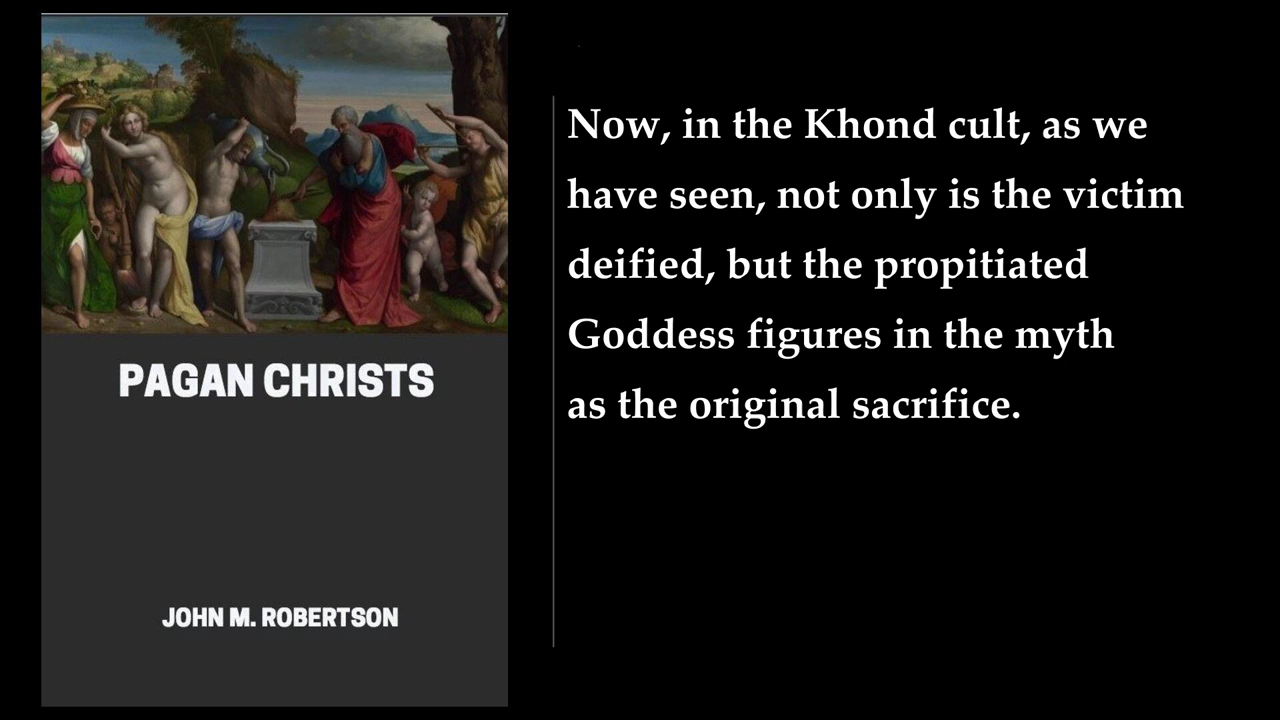 PAGAN CHRISTS
JOHN M. ROBERTSON
Now, in the Khond cult, as we
have seen, not only is the victim
deified, but the propitiated
Goddess figures in the myth
as the original sacrifice.